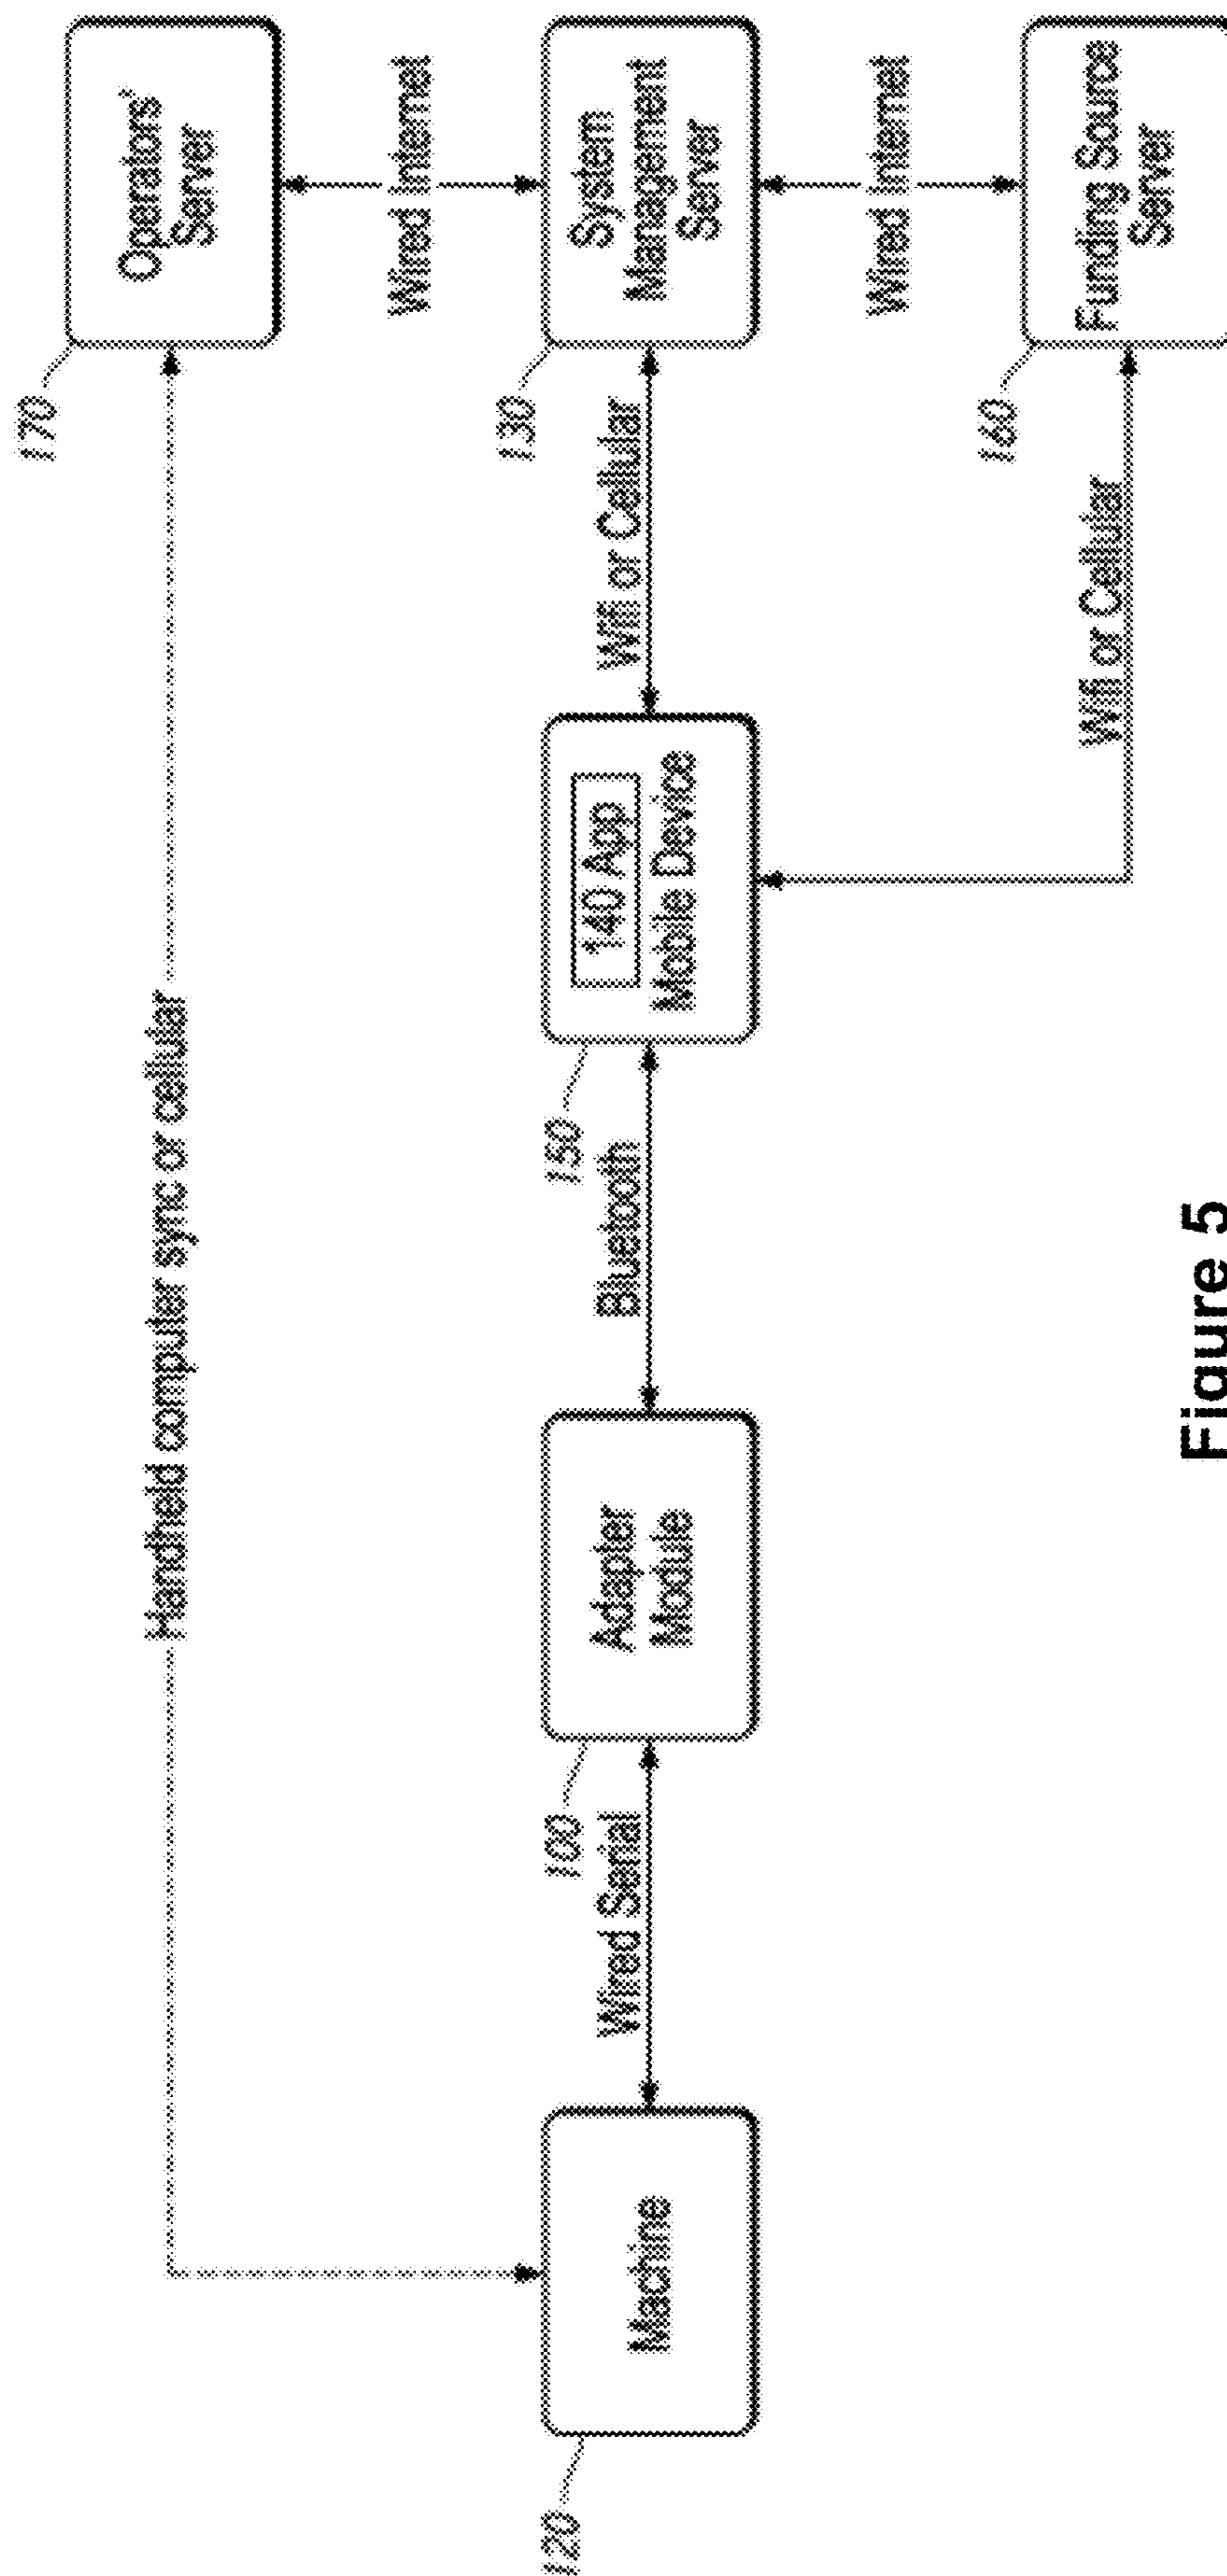 170
Operators'
Server
Handheld computer sync or cellular
Wired Internet
120
Machine
Wired Serial
100
Adapter
Module
Bluetooth
150
140 App
Mobile Device
Wifi or Cellular
130
System
Management
Server
Wired Internet
Wifi or Cellular
160
Funding Source
Server
Figure 5